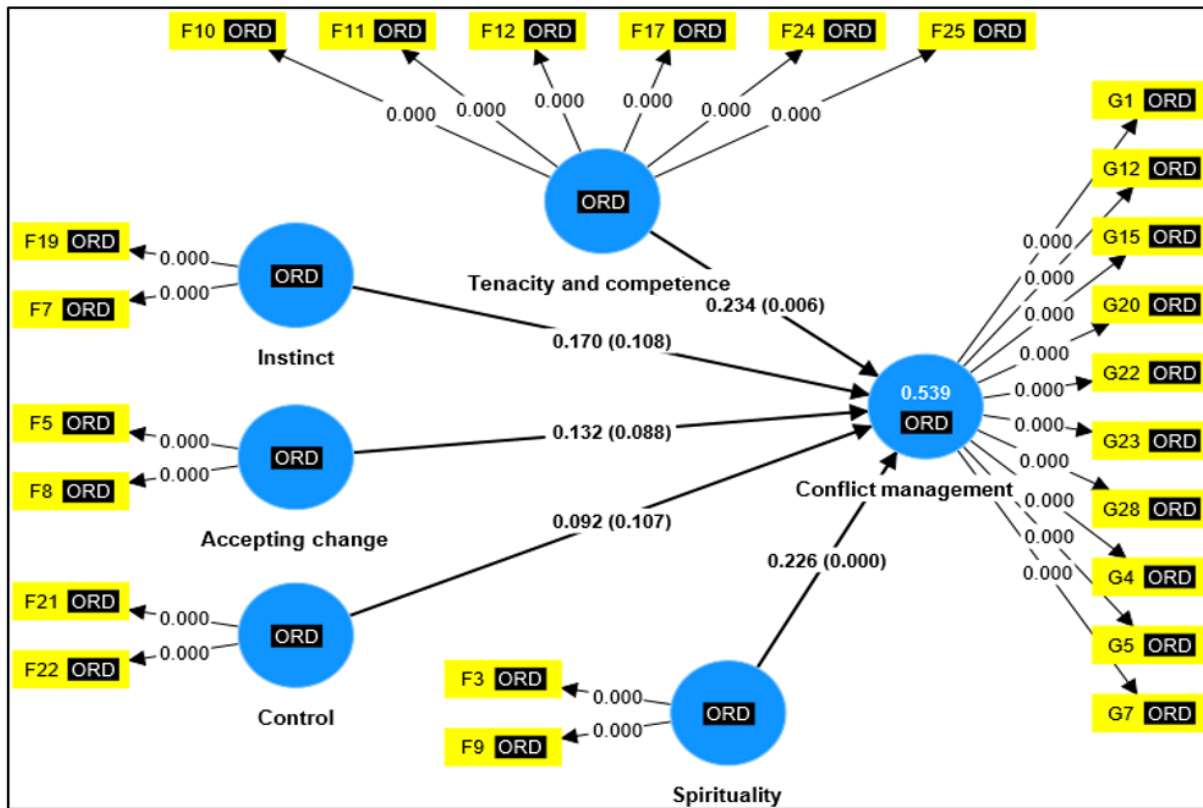 F10 ORD F11 ORD F12 ORD F17 ORD F24 ORD F25 ORD
0.000 0.000 0.000 0.000 0.000 0.000
ORD
Tenacity and competence
0.234 (0.006)
F19 ORD
0.000
F7 ORD
0.000
ORD
Instinct
0.170 (0.108)
F5 ORD
0.000
F8 ORD
0.000
ORD
Accepting change
0.132 (0.088)
F21 ORD
0.000
F22 ORD
0.000
ORD
Control
0.092 (0.107)
F3 ORD
0.000
F9 ORD
0.000
ORD
Spirituality
0.226 (0.000)
0.539
ORD
Conflict management
0.000
G1 ORD
0.000
G12 ORD
0.000
G15 ORD
0.000
G20 ORD
0.000
G22 ORD
0.000
G23 ORD
0.000
G28 ORD
0.000
G4 ORD
0.000
G5 ORD
0.000
G7 ORD